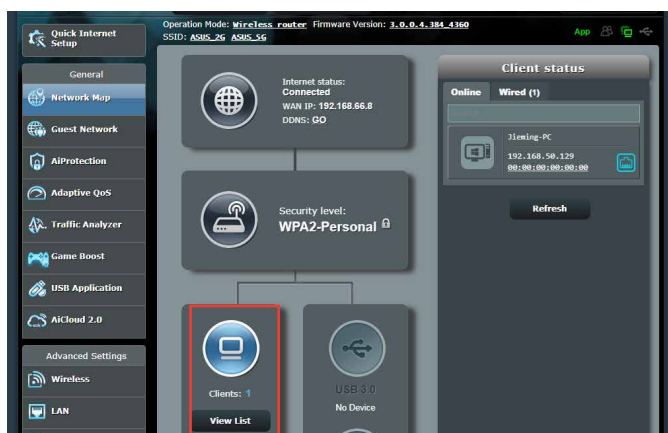 Quick Internet
Setup
Operation Mode: Wireless router Firmware Version: 3.0.0.4.384_4360
SSID: ASUS_2G ASUS_5G
App
General
Network Map
Guest Network
AiProtection
Adaptive QoS
Traffic Analyzer
Game Boost
USB Application
AiCloud 2.0
Advanced Settings
Wireless
LAN
Internet status:
Connected
WAN IP: 192.168.66.8
DDNS: GO
Security level:
WPA2-Personal
Clients: 1
View List
USB 3.0
No Device
Client status
Online Wired (1)
Jieming-PC
192.168.50.129
00:00:00:00:00:00
Refresh